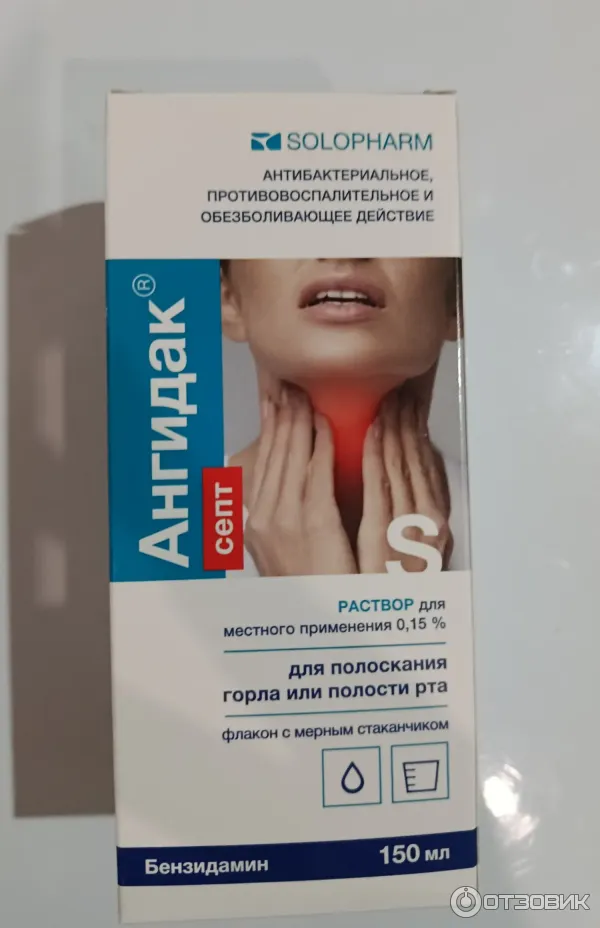 SOLOPHARM
АНТИБАКТЕРИАЛЬНОЕ,
ПРОТИВОВОСПАЛИТЕЛЬНОЕ И
ОБЕЗБОЛИВАЮЩЕЕ ДЕЙСТВИЕ
Ангидак®
септ
S
РАСТВОР для
местного применения 0,15 %
для полоскания
горла или полости рта
флакон с мерным стаканчиком
Бензидамин 150 мл
ОТЗОВИК